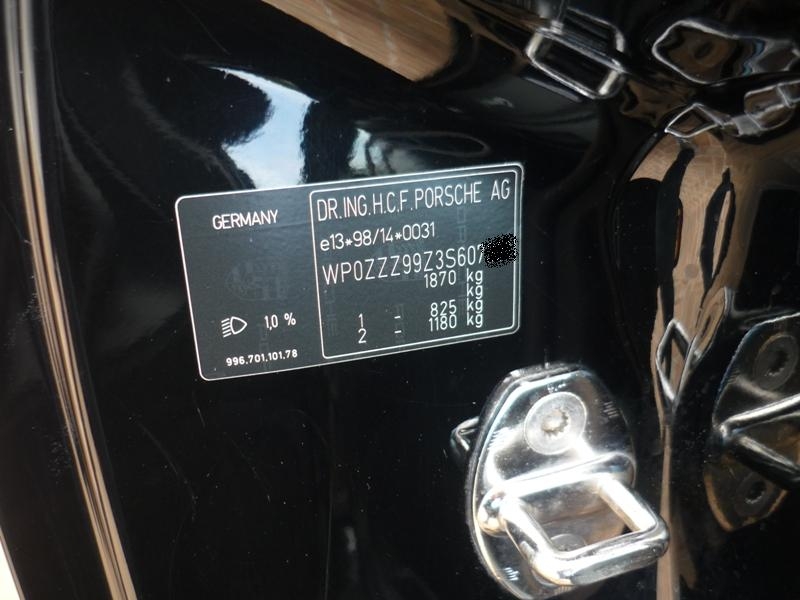 GERMANY
1,0 %
996.701.101.78
DR.ING.H.C.F.PORSCHE AG
e13*98/14*0031
WP0ZZZ99Z3S607
1870 kg
kg
1 - 825 kg
2 - 1180 kg